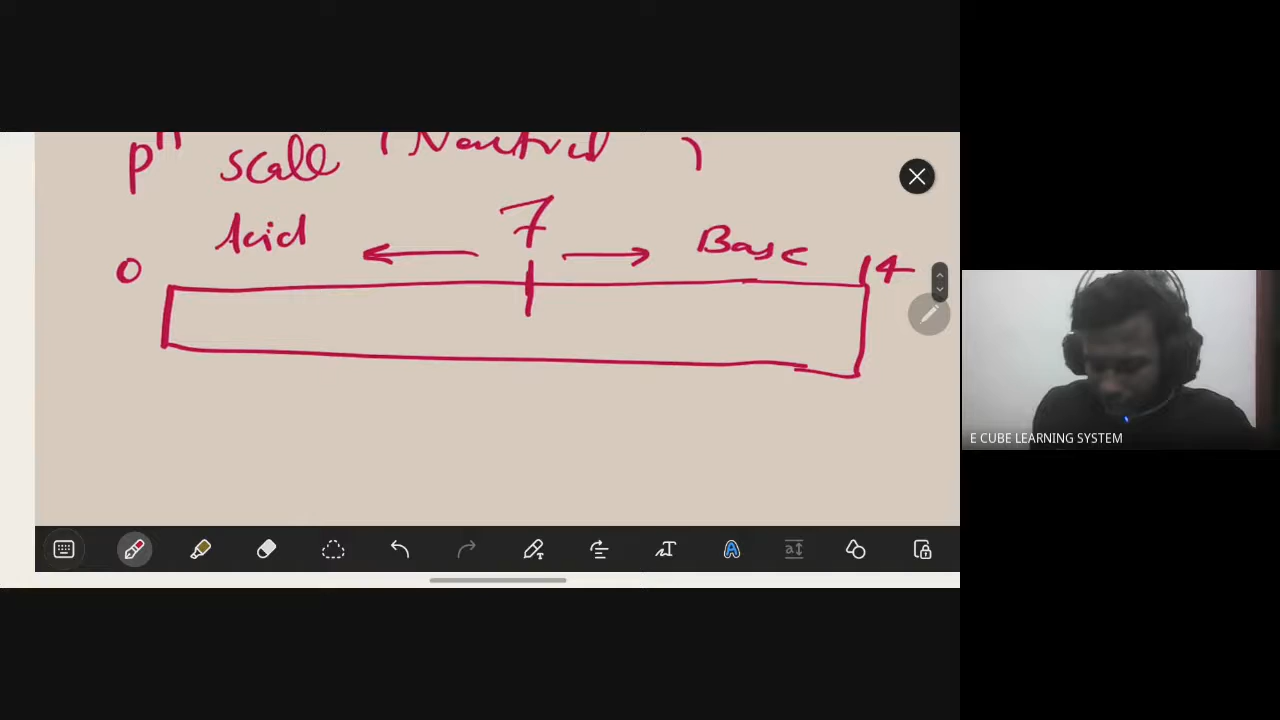 pH scale (Neutral)
Acid ← 7 → Base
0 14
E CUBE LEARNING SYSTEM